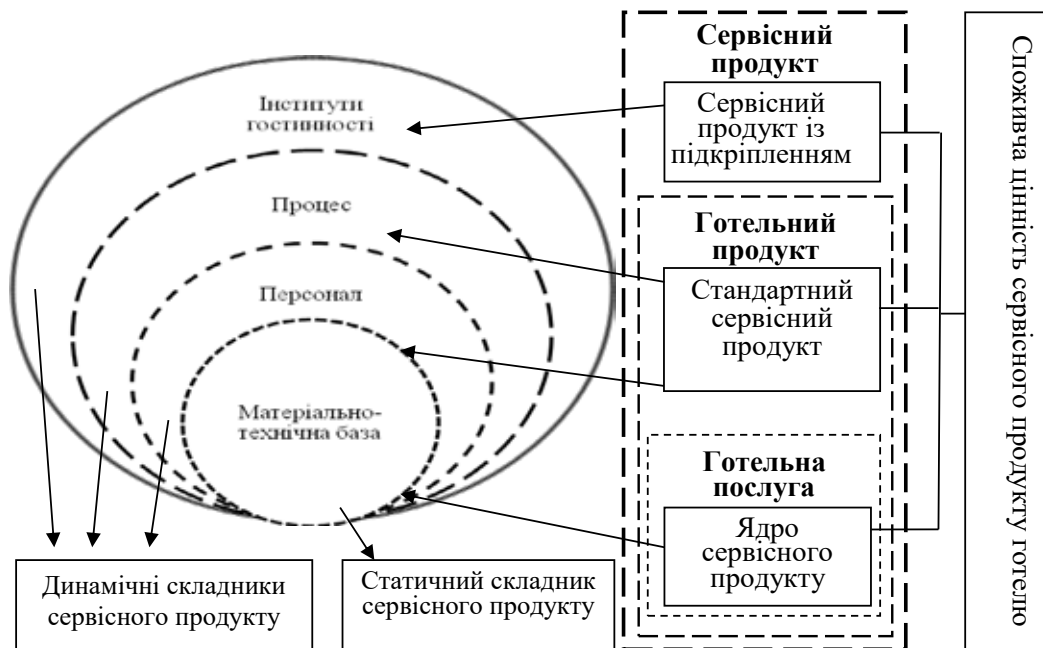 Інститути
гостинності
Процес
Персонал
Матеріально-
технічна база
Динамічні складники
сервісного продукту
Статичний складник
сервісного продукту
Сервісний
продукт
Сервісний
продукт із
підкріпленням
Готельний
продукт
Стандартний
сервісний
продукт
Готельна
послуга
Ядро
сервісного
продукту
Споживча цінність сервісного продукту готелю